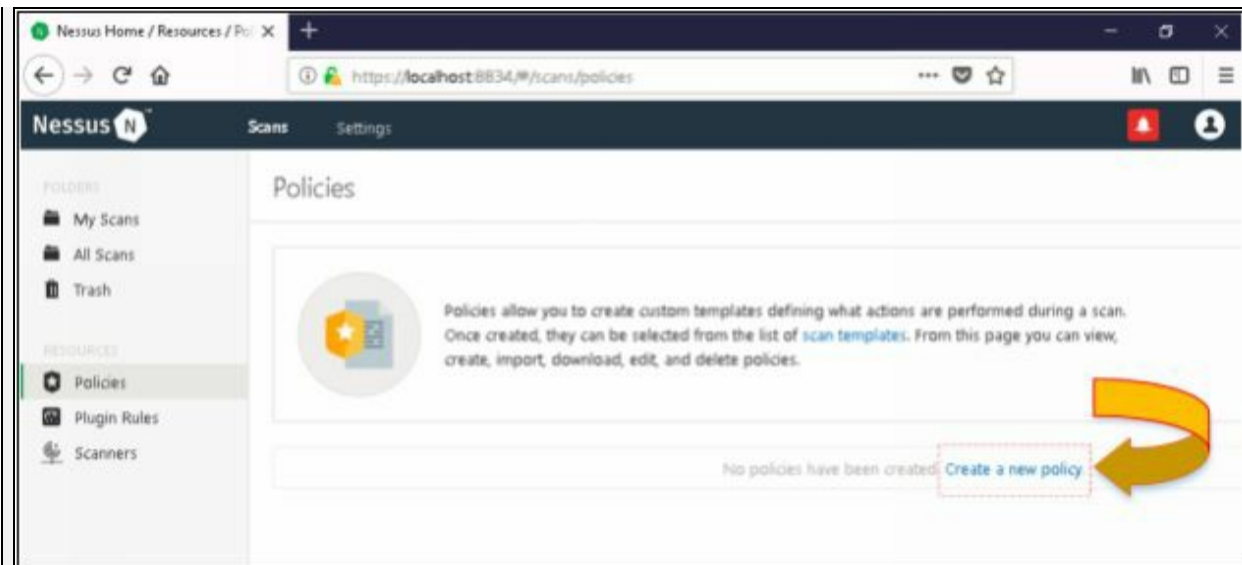 Nessus Home / Resources / Pol
https://localhost:8834/#/scans/policies
Nessus N
Scans
Settings
FOLDERS
My Scans
All Scans
Trash
RESOURCES
Policies
Plugin Rules
Scanners
Policies
Policies allow you to create custom templates defining what actions are performed during a scan.
Once created, they can be selected from the list of scan templates. From this page you can view,
create, import, download, edit, and delete policies.
No policies have been created Create a new policy